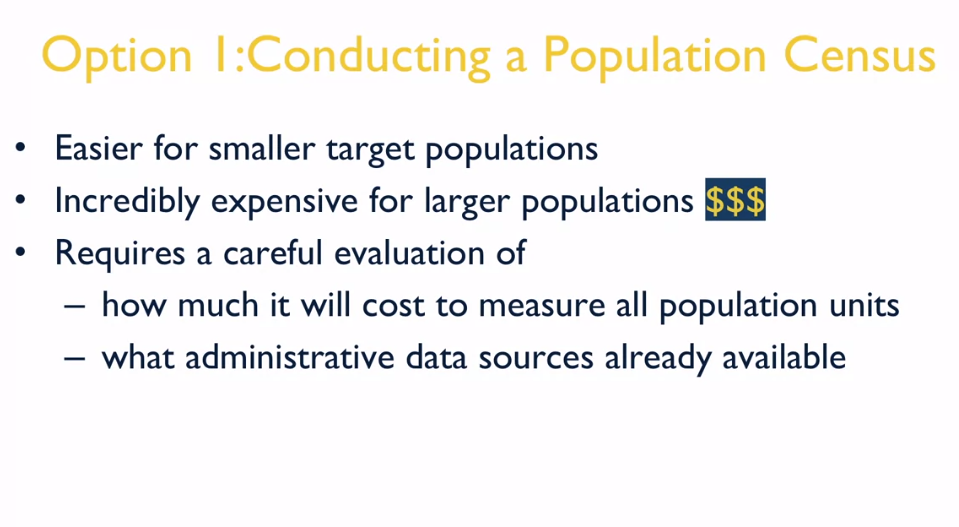 Option 1:Conducting a Population Census
• Easier for smaller target populations
• Incredibly expensive for larger populations $$$
• Requires a careful evaluation of
– how much it will cost to measure all population units
– what administrative data sources already available